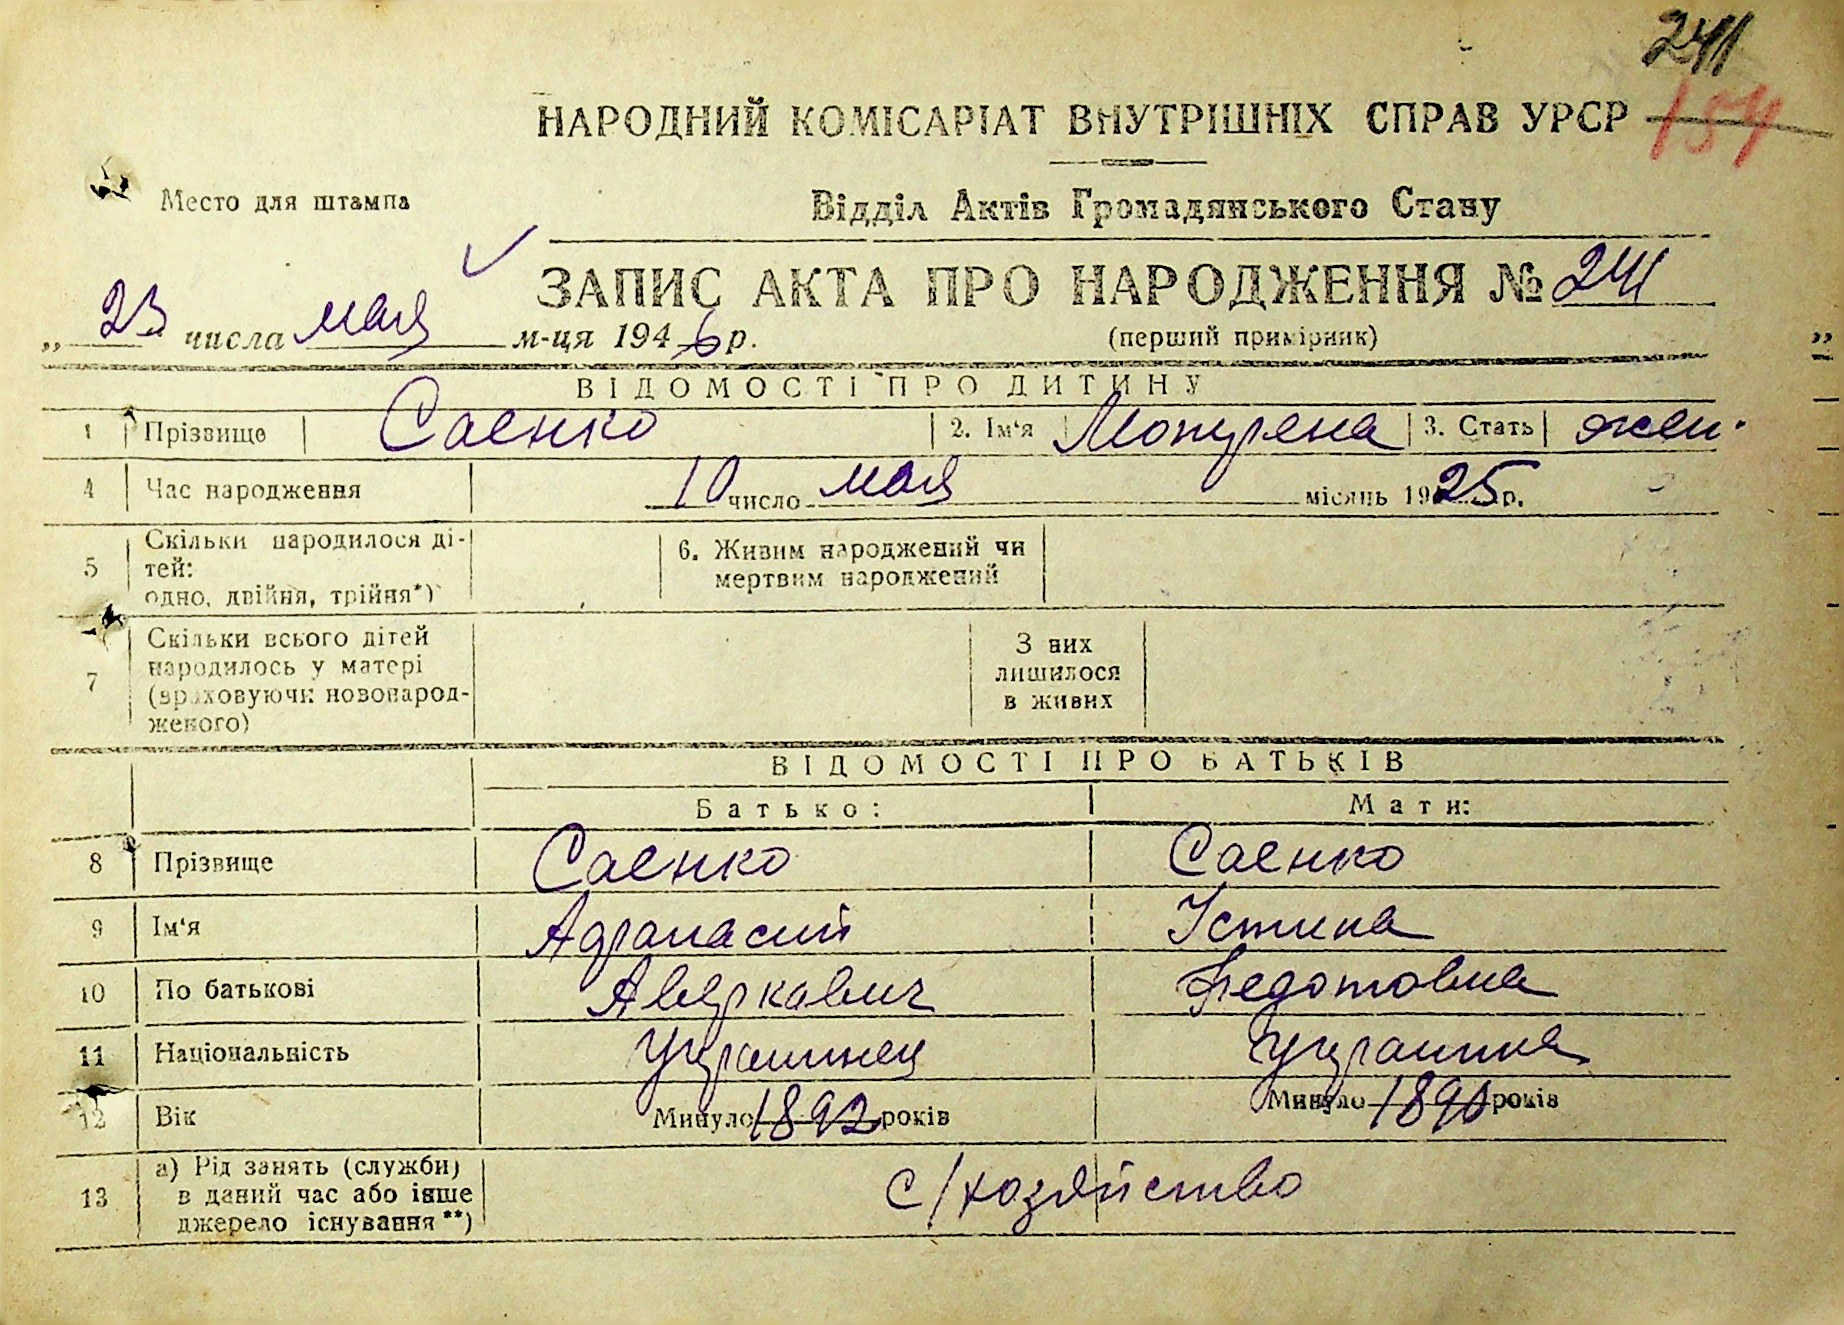 241
НАРОДНИЙ КОМІСАРІАТ ВНУТРІШНІХ СПРАВ УРСР 154
Место для штампа
Відділ Актів Громадянського Стану
ЗАПИС АКТА ПРО НАРОДЖЕННЯ № 241
„ 23 числа мая м-ця 1946 р.
(перший примірник)
ВІДОМОСТІ ПРО ДИТИНУ
1 Прізвище Саенко 2. Ім'я 3. Стать жен.
4 Час народження 10 число мая місяць 1925 р.
5 Скільки народилося ді-
тей:
одно, двійня, трійня*)
6. Живим народжений чи
мертвим народжений
7 Скільки всього дітей
народилось у матері
(враховуючи новонарод-
женого)
З них
лишилося
в живих
ВІДОМОСТІ ПРО БАТЬКІВ
Батько: Мати:
8 Прізвище Саенко Саенко
9 Ім'я Афанасий Устина
10 По батькові Аверкович Федотовна
11 Національність Украинец Украинка
12 Вік Минуло 1892 років Минуло 1890 років
13 а) Рід занять (служби)
в даний час або інше
джерело існування **)
с/хозяйство